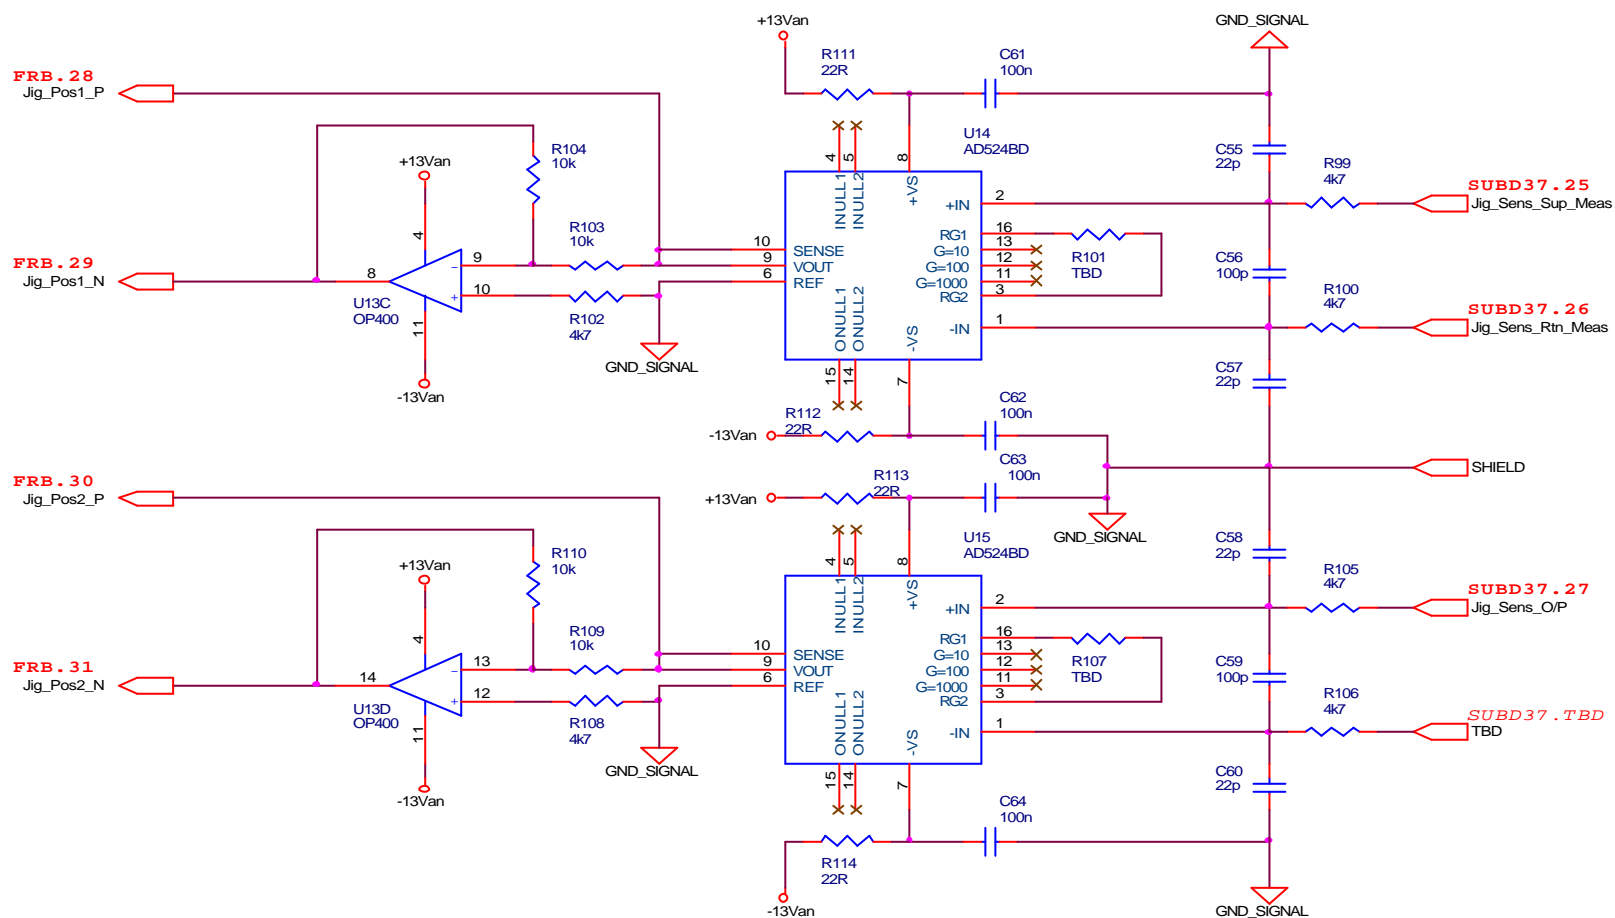 +13Van
GND_SIGNAL
R111
22R
C61
100n
FRB.28
Jig_Pos1_P
4
5
8
U14
AD524BD
INULL1
INULL2
+VS
C55
22p
R99
4k7
SUBD37.25
Jig_Sens_Sup_Meas
+13Van
R104
10k
4
+IN
2
R103
10k
RG1
16
G=10
13
G=100
12
G=1000
11
RG2
3
R101
TBD
C56
100p
10
SENSE
9
VOUT
6
REF
FRB.29
Jig_Pos1_N
8
-
9
+
10
U13C
OP400
11
R102
4k7
GND_SIGNAL
R100
4k7
SUBD37.26
Jig_Sens_Rtn_Meas
-IN
1
ONULL1
ONULL2
-VS
15
14
7
C57
22p
-13Van
R112
22R
-13Van
C62
100n
C63
100n
SHIELD
FRB.30
Jig_Pos2_P
R113
22R
+13Van
GND_SIGNAL
4
5
8
U15
AD524BD
INULL1
INULL2
+VS
C58
22p
R105
4k7
SUBD37.27
Jig_Sens_O/P
+13Van
R110
10k
4
+IN
2
R109
10k
RG1
16
G=10
13
G=100
12
G=1000
11
RG2
3
R107
TBD
C59
100p
10
SENSE
9
VOUT
6
REF
FRB.31
Jig_Pos2_N
14
-
13
+
12
U13D
OP400
11
R108
4k7
GND_SIGNAL
R106
4k7
SUBD37.TBD
TBD
-IN
1
ONULL1
ONULL2
-VS
15
14
7
C60
22p
-13Van
C64
100n
R114
22R
-13Van
GND_SIGNAL